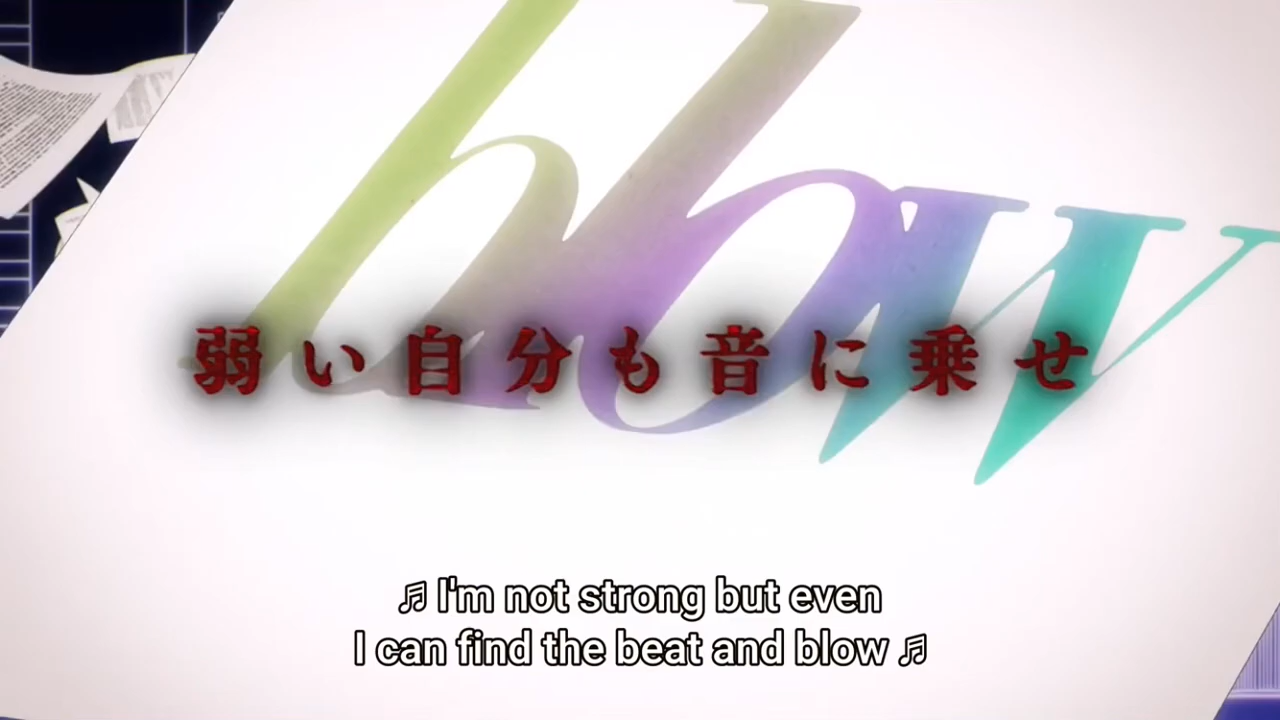 blow
弱い自分も音に乗せ
♫ I'm not strong but even
I can find the beat and blow ♫